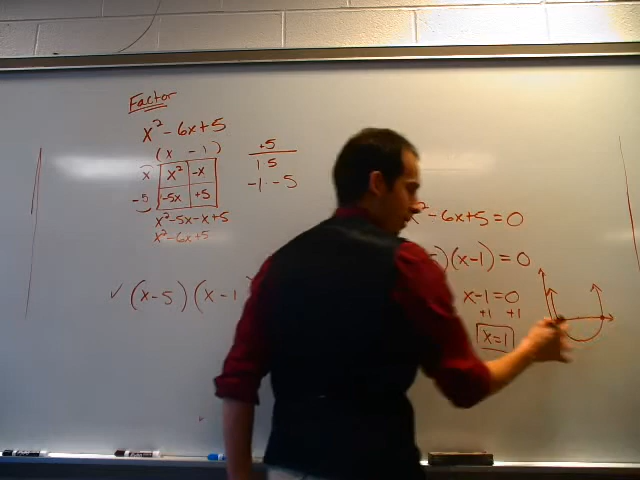 Factor
x² - 6x + 5
(x - 1)
x x² -x
-5 -5x +5
x² - 5x - x + 5
x² - 6x + 5
+5
1 5
-1 · -5
✓ (x-5)(x-1
x² - 6x + 5 = 0
)(x-1) = 0
x-1=0
+1 +1
x=1